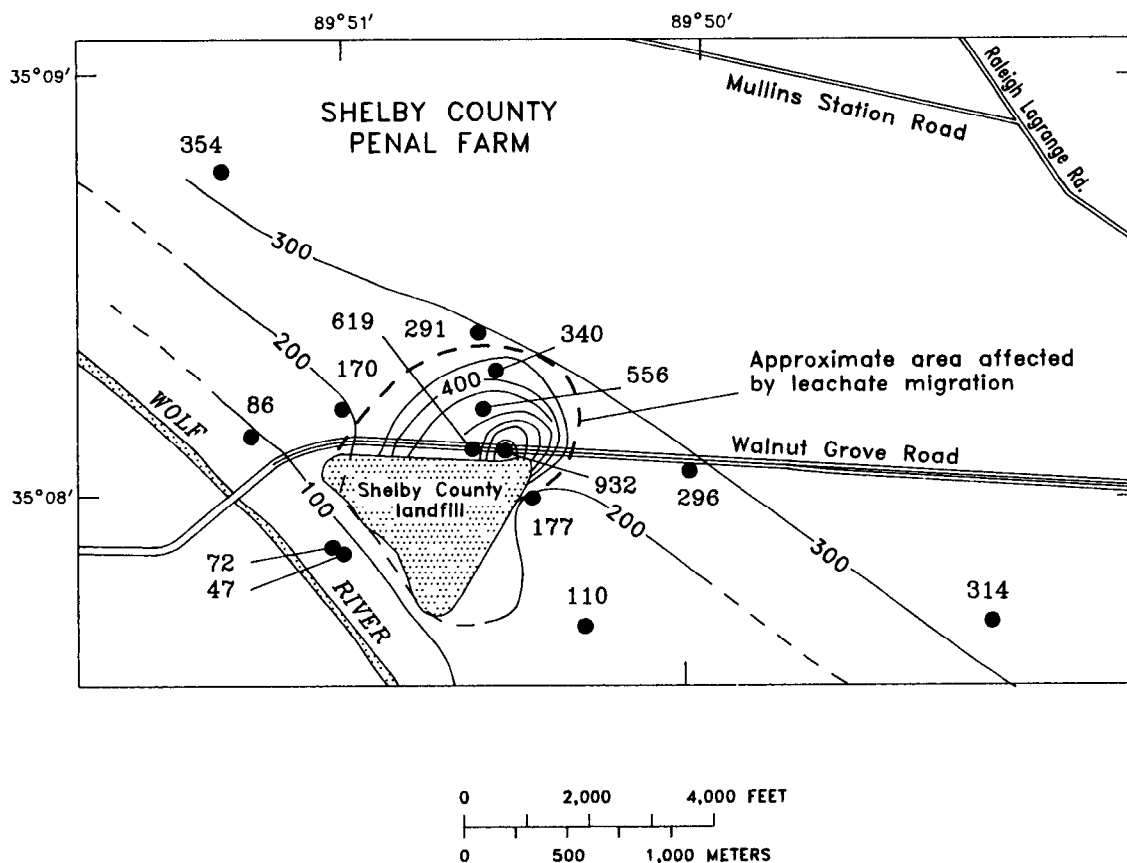 89°51'
89°50'
35°09'
SHELBY COUNTY
PENAL FARM
Mullins Station Road
Raleigh Lagrange Rd.
354
300
200
619
291
340
170
400
556
Approximate area affected
by leachate migration
86
WOLF
Walnut Grove Road
35°08'
100
Shelby County
landfill
932
296
177
200
300
72
47
RIVER
110
314
0 2,000 4,000 FEET
0 500 1,000 METERS